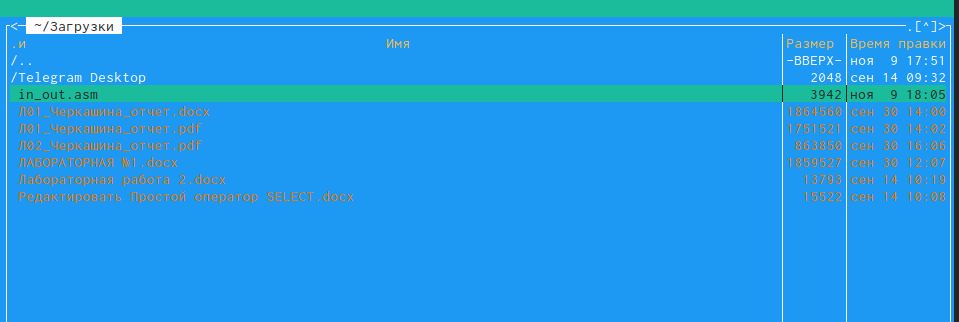 <─ ~/Загрузки .[^]>
.и Имя Размер Время правки
/.. -ВВЕРХ- ноя 9 17:51
/Telegram Desktop 2048 сен 14 09:32
in_out.asm 3942 ноя 9 18:05
Л01_Черкашина_отчет.docx 1864560 сен 30 14:00
Л01_Черкашина_отчет.pdf 1751521 сен 30 14:02
Л02_Черкашина_отчет.pdf 863850 сен 30 16:06
ЛАБОРАТОРНАЯ №1.docx 1859527 сен 30 12:07
Лабораторная работа 2.docx 13793 сен 14 10:19
Редактировать Простой оператор SELECT.docx 15522 сен 14 10:08